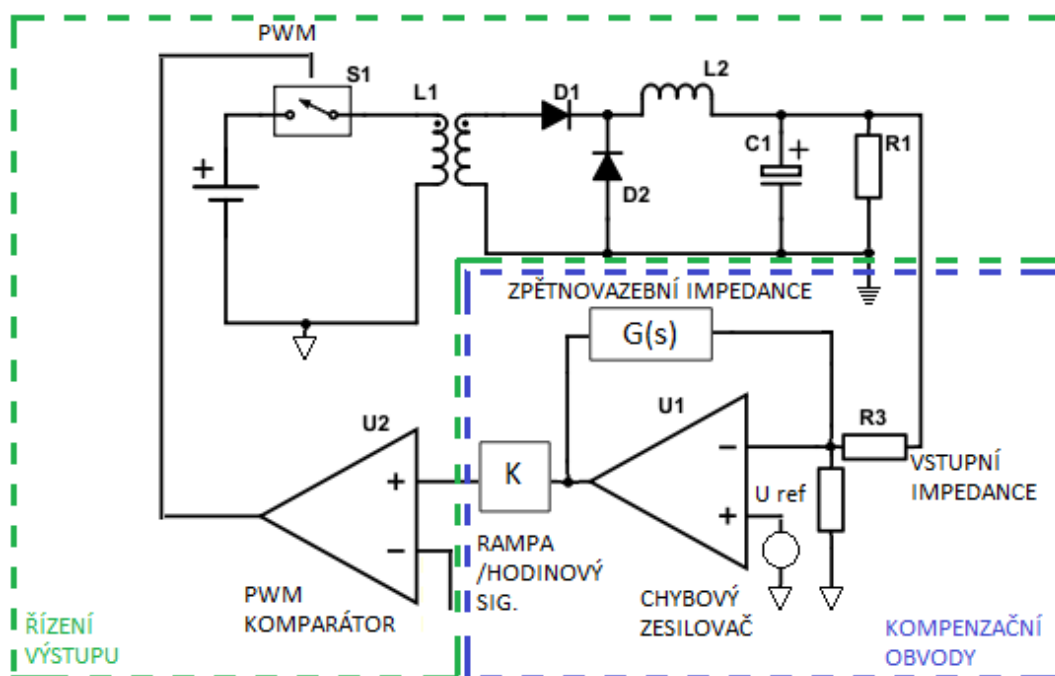 PWM
S1
L1
D1
L2
+
D2
C1
+
R1
ZPĚTNOVAZEBNÍ IMPEDANCE
G(s)
U2
U1
R3
+
K
−
VSTUPNÍ
IMPEDANCE
U ref
−
+
RAMPA
/HODINOVÝ
SIG.
PWM
KOMPARÁTOR
CHYBOVÝ
ZESILOVAČ
ŘÍZENÍ
VÝSTUPU
KOMPENZAČNÍ
OBVODY